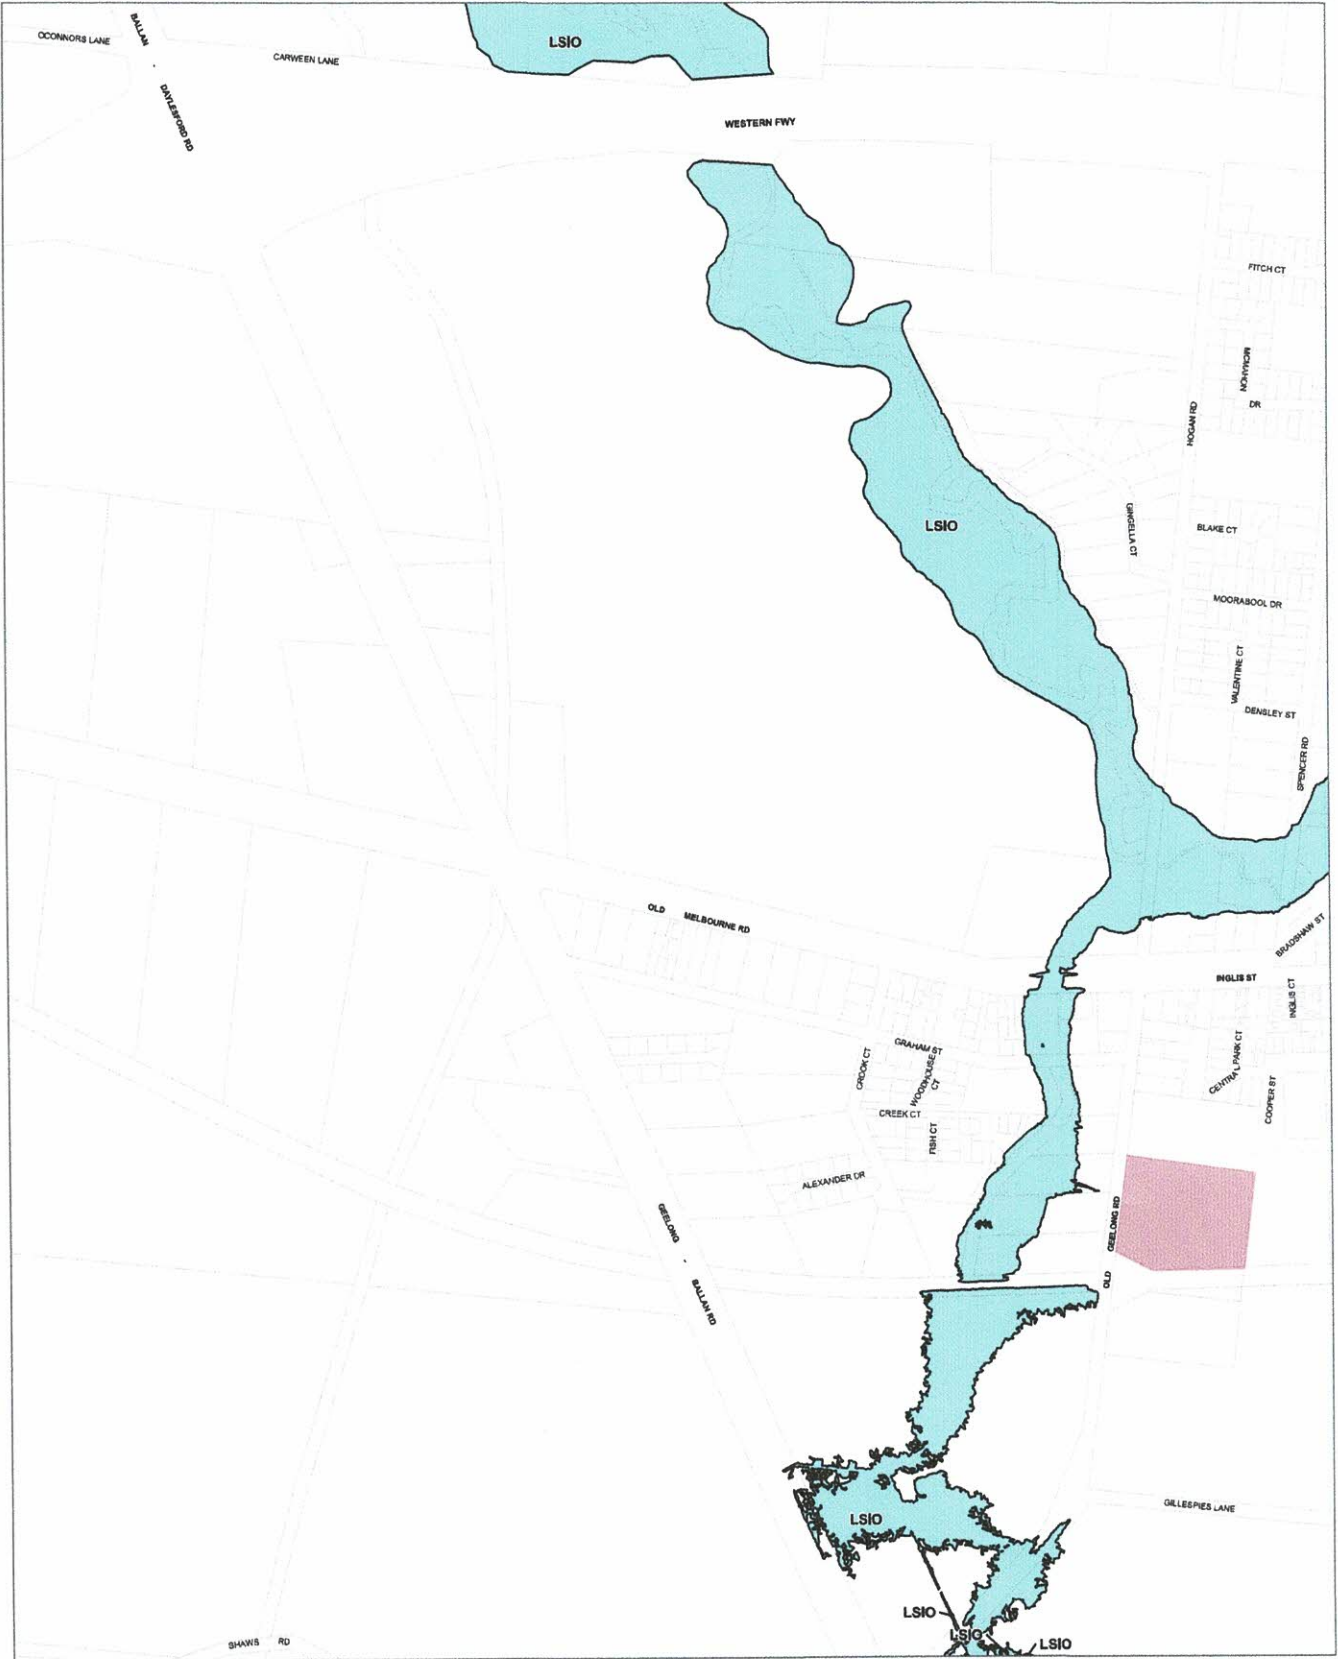 LSIO
OCONNORS LANE
BALLAN - DAYLESFORD RD
CARWEEN LANE
WESTERN FWY
FITCH CT
MCMAHON DR
HOGAN RD
LSIO
GINGELLA CT
BLAKE CT
MOORABOOL DR
VALENTINE CT
DENSLEY ST
SPENCER RD
OLD MELBOURNE RD
BRADSHAW ST
INGLIS ST
INGLIS CT
GRAHAM ST
CROOK CT
WOODHOUSE CT
CENTRAL PARK CT
COOPER ST
CREEK CT
FISH CT
ALEXANDER DR
GEELONG - BALLAN RD
OLD GEELONG RD
LSIO
GILLESPIES LANE
LSIO
LSIO
LSIO
SHAWS RD